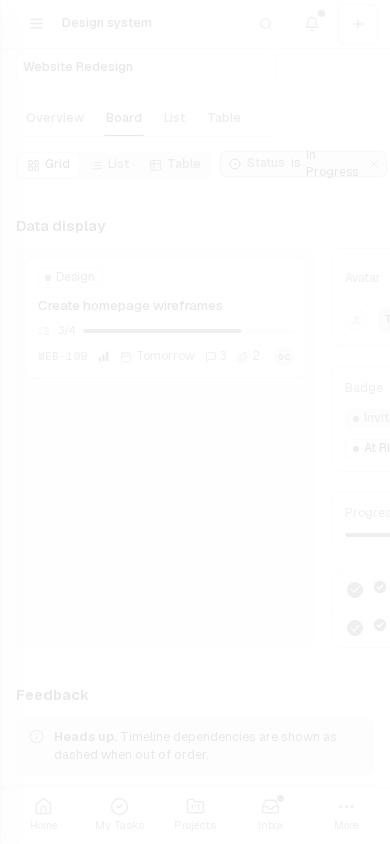 Design system
Website Redesign
Overview Board List Table
Grid List Table Status is In Progress
Data display
Design
Create homepage wireframes
3/4
WEB-109 Tomorrow 3 2 SC
Avatar
Badge
At
Feedback
Heads up. Timeline dependencies are shown as
dashed when out of order.
Home My Tasks Projects Inbox More